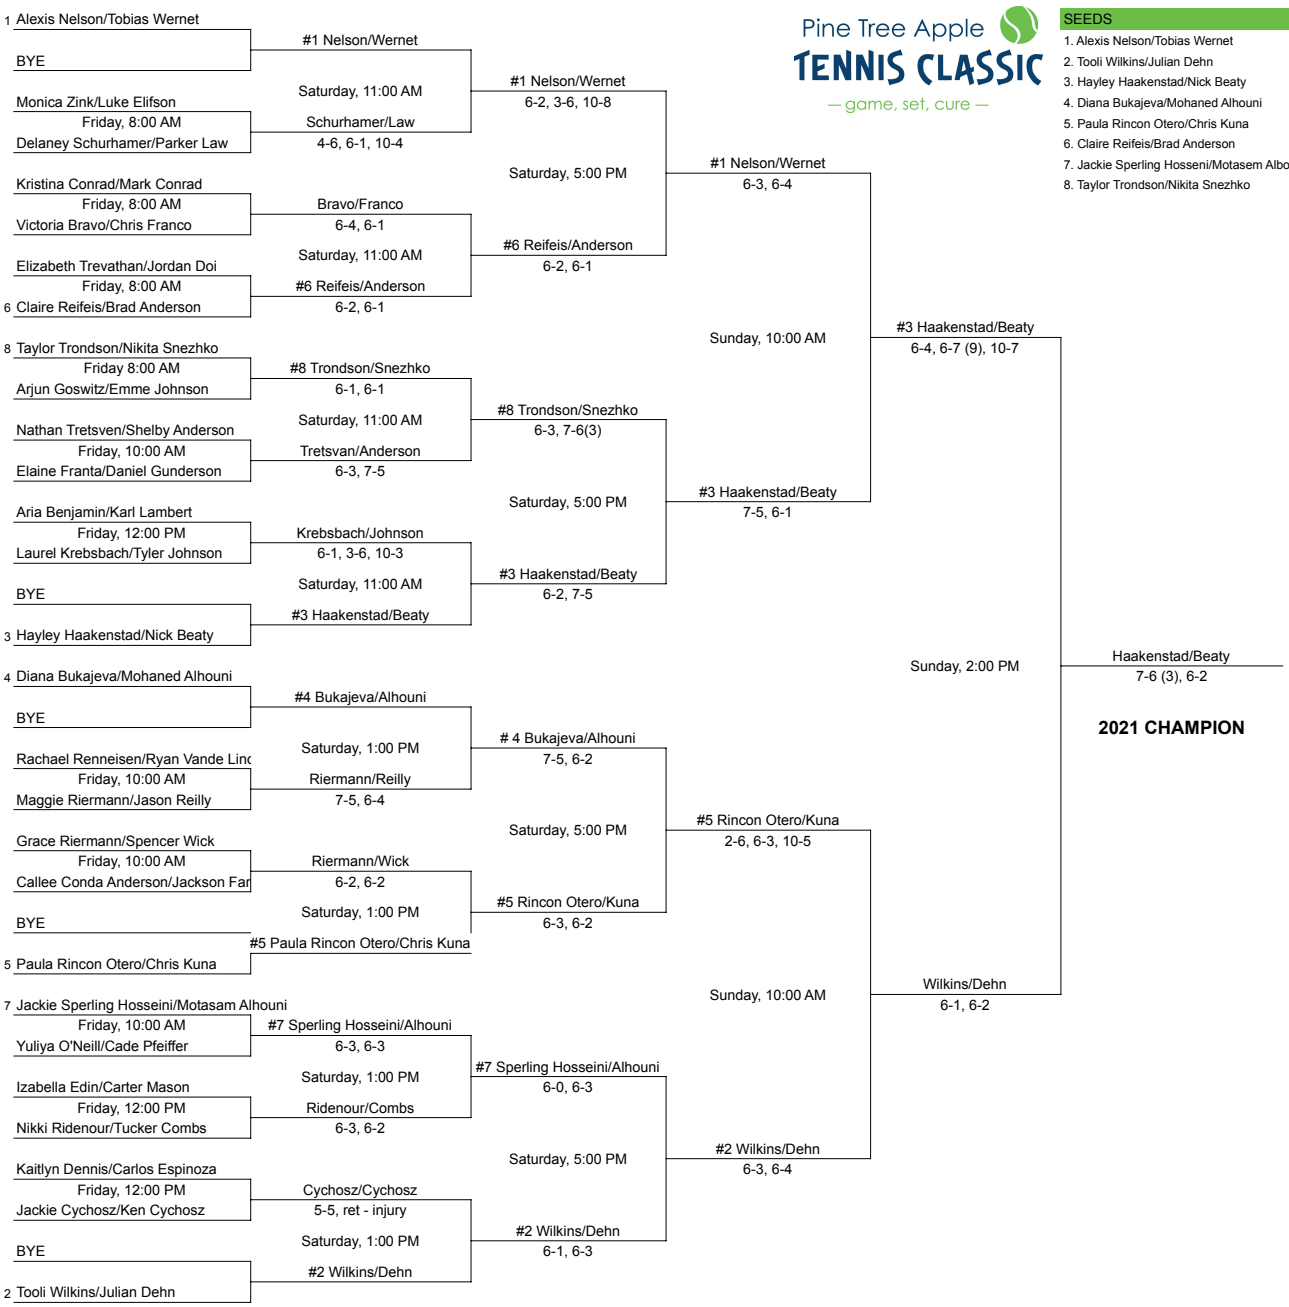 Pine Tree Apple
TENNIS CLASSIC
— game, set, cure —
SEEDS
1. Alexis Nelson/Tobias Wernet
2. Tooli Wilkins/Julian Dehn
3. Hayley Haakenstad/Nick Beaty
4. Diana Bukajeva/Mohaned Alhouni
5. Paula Rincon Otero/Chris Kuna
6. Claire Reifeis/Brad Anderson
7. Jackie Sperling Hosseni/Motasem Albo
8. Taylor Trondson/Nikita Snezhko
1 Alexis Nelson/Tobias Wernet
BYE
Monica Zink/Luke Elifson
Friday, 8:00 AM
Delaney Schurhamer/Parker Law
Kristina Conrad/Mark Conrad
Friday, 8:00 AM
Victoria Bravo/Chris Franco
Elizabeth Trevathan/Jordan Doi
Friday, 8:00 AM
6 Claire Reifeis/Brad Anderson
8 Taylor Trondson/Nikita Snezhko
Friday 8:00 AM
Arjun Goswitz/Emme Johnson
Nathan Tretsven/Shelby Anderson
Friday, 10:00 AM
Elaine Franta/Daniel Gunderson
Aria Benjamin/Karl Lambert
Friday, 12:00 PM
Laurel Krebsbach/Tyler Johnson
BYE
3 Hayley Haakenstad/Nick Beaty
4 Diana Bukajeva/Mohaned Alhouni
BYE
Rachael Renneisen/Ryan Vande Linc
Friday, 10:00 AM
Maggie Riermann/Jason Reilly
Grace Riermann/Spencer Wick
Friday, 10:00 AM
Callee Conda Anderson/Jackson Far
BYE
5 Paula Rincon Otero/Chris Kuna
7 Jackie Sperling Hosseini/Motasam Alhouni
Friday, 10:00 AM
Yuliya O'Neill/Cade Pfeiffer
Izabella Edin/Carter Mason
Friday, 12:00 PM
Nikki Ridenour/Tucker Combs
Kaitlyn Dennis/Carlos Espinoza
Friday, 12:00 PM
Jackie Cychosz/Ken Cychosz
BYE
2 Tooli Wilkins/Julian Dehn
#1 Nelson/Wernet
Saturday, 11:00 AM
Schurhamer/Law
4-6, 6-1, 10-4
Bravo/Franco
6-4, 6-1
Saturday, 11:00 AM
#6 Reifeis/Anderson
6-2, 6-1
#8 Trondson/Snezhko
6-1, 6-1
Saturday, 11:00 AM
Tretsvan/Anderson
6-3, 7-5
Krebsbach/Johnson
6-1, 3-6, 10-3
Saturday, 11:00 AM
#3 Haakenstad/Beaty
#4 Bukajeva/Alhouni
Saturday, 1:00 PM
Riermann/Reilly
7-5, 6-4
Riermann/Wick
6-2, 6-2
Saturday, 1:00 PM
#5 Paula Rincon Otero/Chris Kuna
#7 Sperling Hosseini/Alhouni
6-3, 6-3
Saturday, 1:00 PM
Ridenour/Combs
6-3, 6-2
Cychosz/Cychosz
5-5, ret - injury
Saturday, 1:00 PM
#2 Wilkins/Dehn
#1 Nelson/Wernet
6-2, 3-6, 10-8
Saturday, 5:00 PM
#6 Reifeis/Anderson
6-2, 6-1
#8 Trondson/Snezhko
6-3, 7-6(3)
Saturday, 5:00 PM
#3 Haakenstad/Beaty
6-2, 7-5
# 4 Bukajeva/Alhouni
7-5, 6-2
Saturday, 5:00 PM
#5 Rincon Otero/Kuna
6-3, 6-2
#7 Sperling Hosseini/Alhouni
6-0, 6-3
Saturday, 5:00 PM
#2 Wilkins/Dehn
6-1, 6-3
#1 Nelson/Wernet
6-3, 6-4
Sunday, 10:00 AM
#3 Haakenstad/Beaty
7-5, 6-1
#5 Rincon Otero/Kuna
2-6, 6-3, 10-5
Sunday, 10:00 AM
#2 Wilkins/Dehn
6-3, 6-4
#3 Haakenstad/Beaty
6-4, 6-7 (9), 10-7
Sunday, 2:00 PM
Wilkins/Dehn
6-1, 6-2
Haakenstad/Beaty
7-6 (3), 6-2
2021 CHAMPION